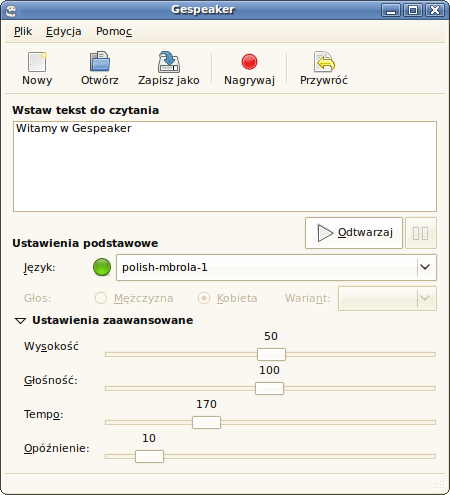 Gespeaker
Plik Edycja Pomoc
Nowy Otwórz Zapisz jako Nagrywaj Przywróć
Wstaw tekst do czytania
Witamy w Gespeaker
Odtwarzaj
Ustawienia podstawowe
Język: polish-mbrola-1
Głos: Mężczyzna Kobieta Wariant:
Ustawienia zaawansowane
50
Wysokość
100
Głośność:
170
Tempo:
10
Opóźnienie: